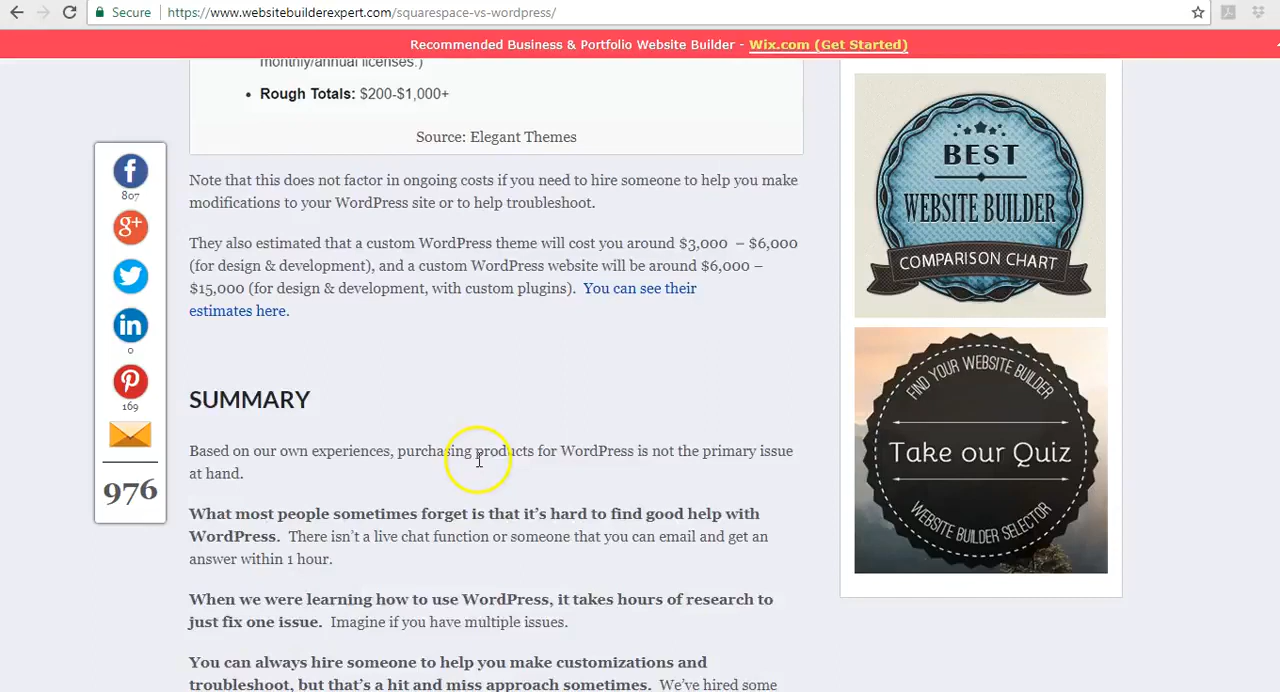 Secure
https://www.websitebuilderexpert.com/squarespace-vs-wordpress/
Recommended Business & Portfolio Website Builder - Wix.com (Get Started)
monthly/annual licenses.)
• Rough Totals: $200-$1,000+
Source: Elegant Themes
Note that this does not factor in ongoing costs if you need to hire someone to help you make
modifications to your WordPress site or to help troubleshoot.
They also estimated that a custom WordPress theme will cost you around $3,000 – $6,000
(for design & development), and a custom WordPress website will be around $6,000 –
$15,000 (for design & development, with custom plugins). You can see their
estimates here.
SUMMARY
Based on our own experiences, purchasing products for WordPress is not the primary issue
at hand.
What most people sometimes forget is that it's hard to find good help with
WordPress. There isn't a live chat function or someone that you can email and get an
answer within 1 hour.
When we were learning how to use WordPress, it takes hours of research to
just fix one issue. Imagine if you have multiple issues.
You can always hire someone to help you make customizations and
troubleshoot, but that's a hit and miss approach sometimes. We've hired some
f
807
g+
in
0
169
976
BEST
WEBSITE BUILDER
COMPARISON CHART
FIND YOUR WEBSITE BUILDER
Take our Quiz
WEBSITE BUILDER SELECTOR